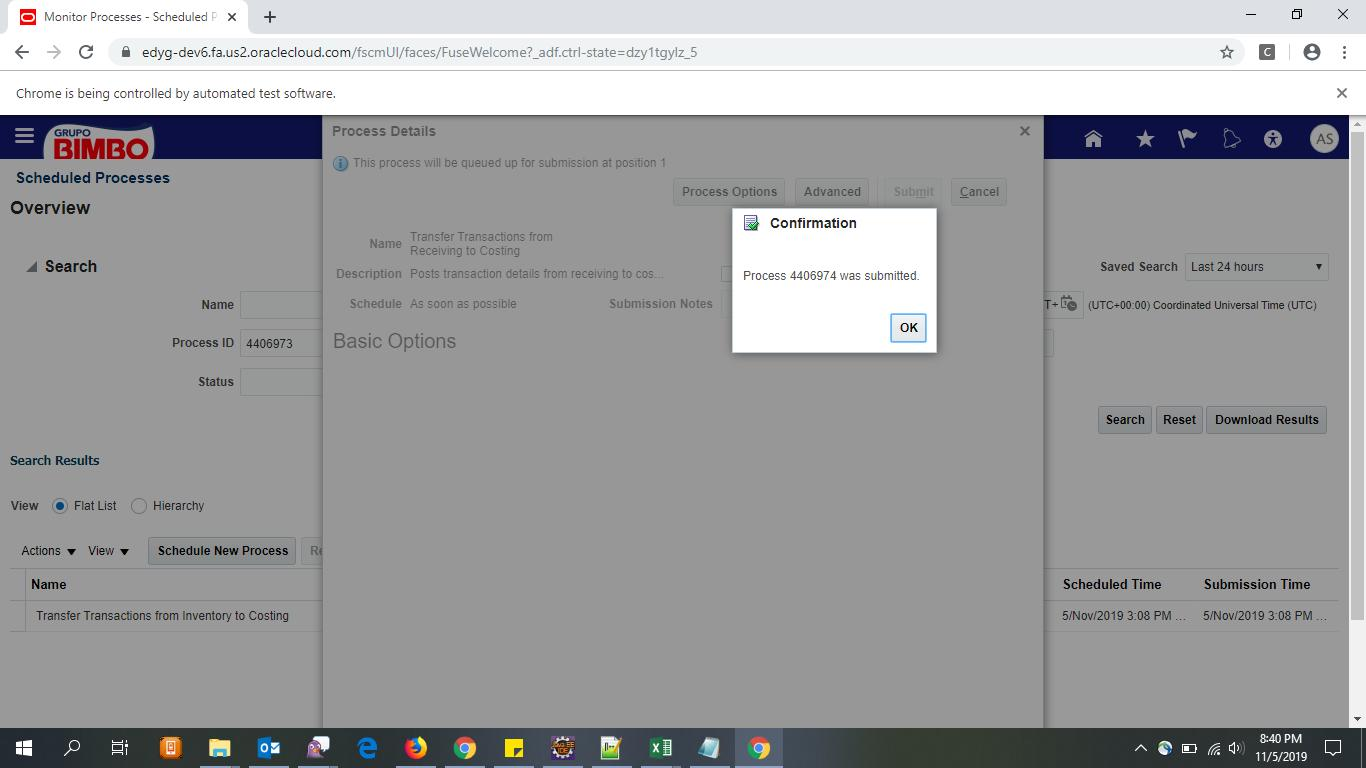 Monitor Processes - Scheduled P
edyg-dev6.fa.us2.oraclecloud.com/fscmUI/faces/FuseWelcome?_adf.ctrl-state=dzy1tgylz_5
C
Chrome is being controlled by automated test software.
GRUPO
BIMBO
Process Details
AS
This process will be queued up for submission at position 1
Scheduled Processes
Process Options
Advanced
Submit
Cancel
Overview
Confirmation
Name
Transfer Transactions from
Receiving to Costing
Search
Description
Posts transaction details from receiving to cos...
Process 4406974 was submitted.
Saved Search
Last 24 hours
Name
Schedule
As soon as possible
Submission Notes
T+
(UTC+00:00) Coordinated Universal Time (UTC)
OK
Process ID
4406973
Basic Options
Status
Search
Reset
Download Results
Search Results
View
Flat List
Hierarchy
Actions
View
Schedule New Process
Re
Name
Scheduled Time
Submission Time
Transfer Transactions from Inventory to Costing
5/Nov/2019 3:08 PM ...
5/Nov/2019 3:08 PM ...
8:40 PM
11/5/2019